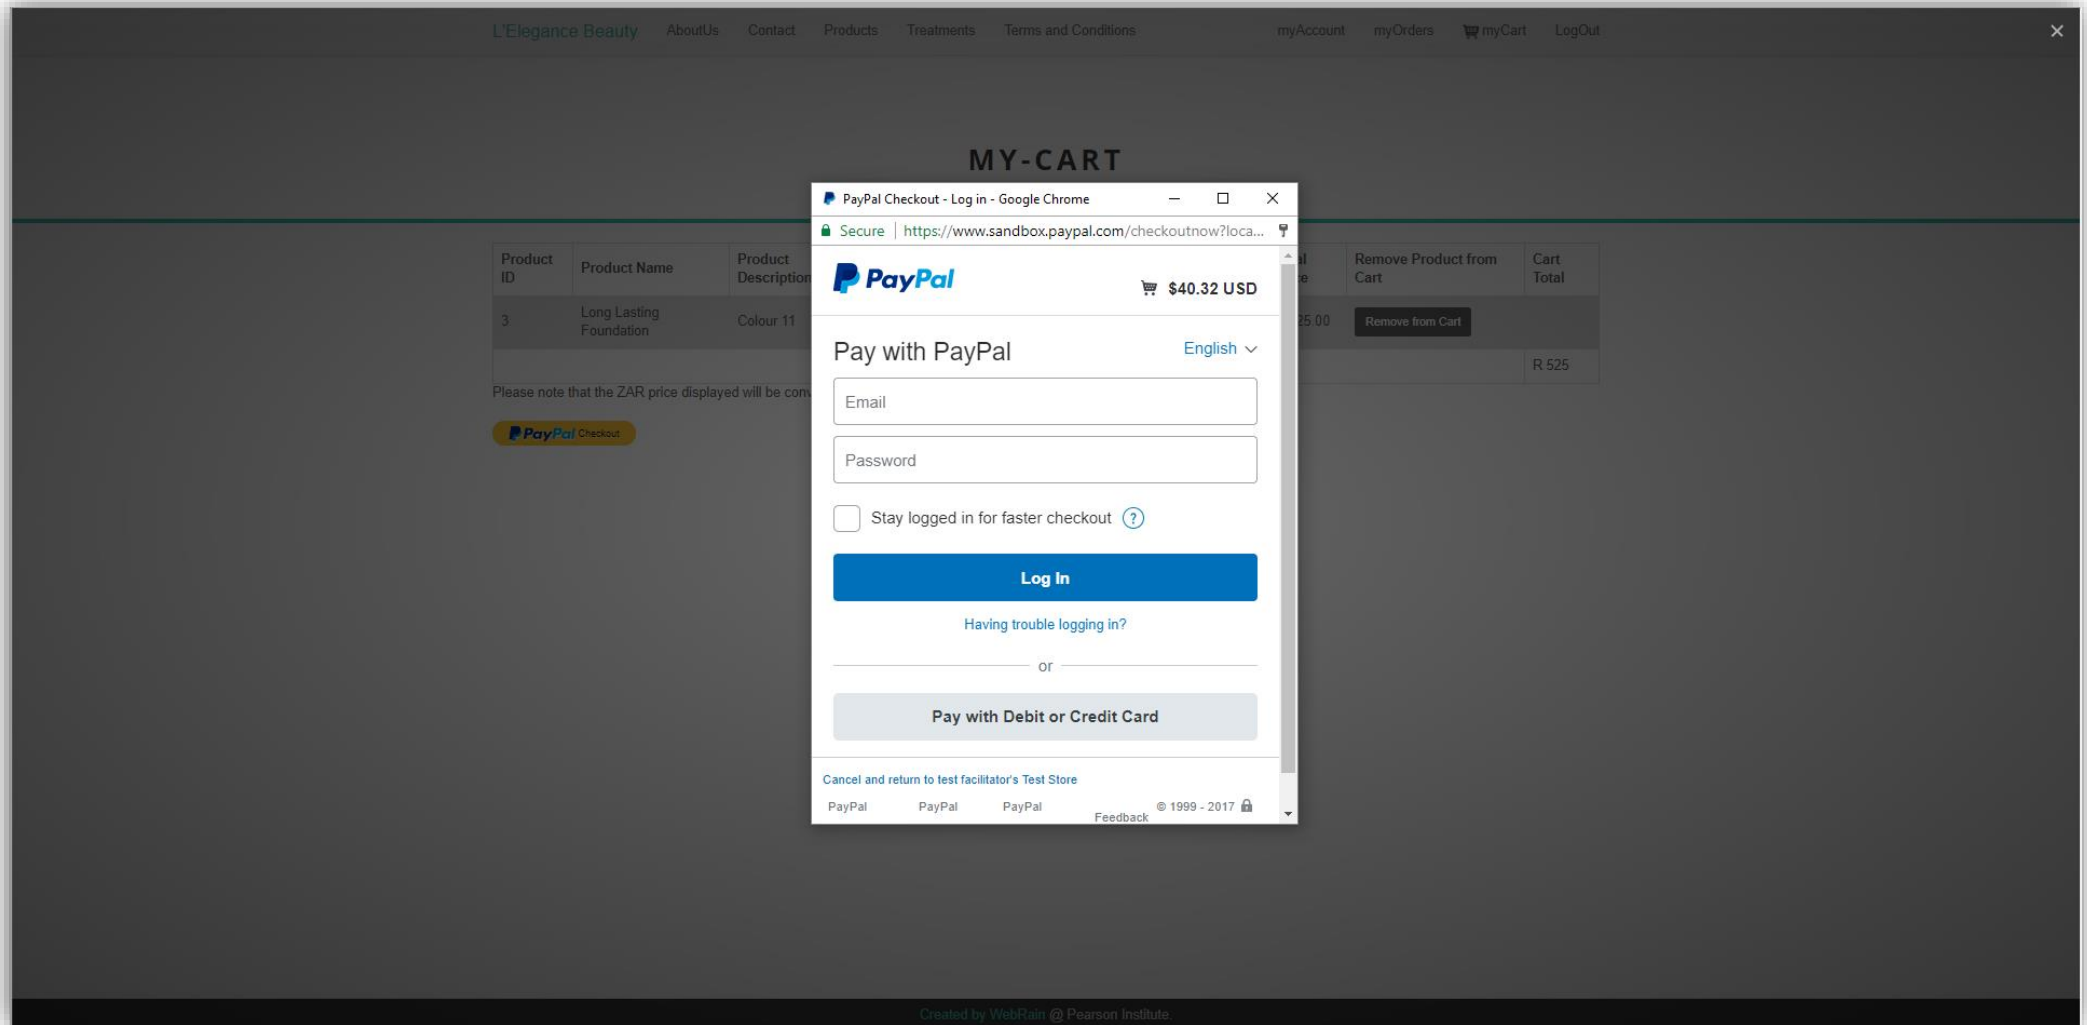 L'Elegance Beauty AboutUs Contact Products Treatments Terms and Conditions myAccount myOrders myCart LogOut ×
MY-CART
PayPal Checkout - Log in - Google Chrome
Secure https://www.sandbox.paypal.com/checkoutnow?loca...
Product ID Product Name Product Description Remove Product from Cart Cart Total
3 Long Lasting Foundation Colour 11 25.00 Remove from Cart
R 525
Please note that the ZAR price displayed will be
PayPal Checkout
PayPal $40.32 USD
Pay with PayPal English
Email
Password
Stay logged in for faster checkout ?
Log In
Having trouble logging in?
or
Pay with Debit or Credit Card
Cancel and return to test facilitator's Test Store
PayPal PayPal PayPal Feedback © 1999 - 2017
Created by WebRain @ Pearson Institute.